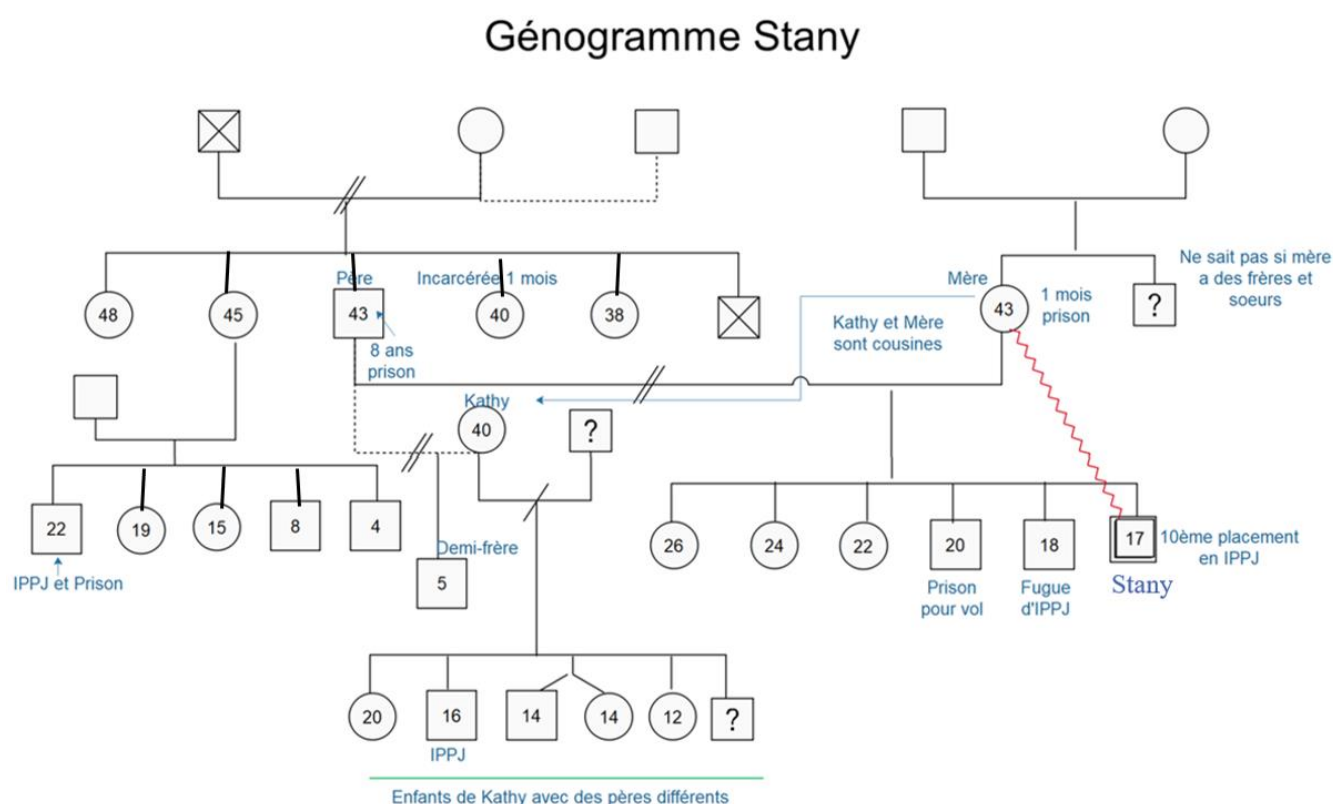 Génogramme Stany
Ne sait pas si mère
a des frères et
soeurs
Père
Incarcérée 1 mois
Mère
48
45
43
40
38
43
1 mois
prison
?
8 ans
prison
Kathy et Mère
sont cousines
Kathy
40
?
22
19
15
8
4
IPPJ et Prison
Demi-frère
5
26
24
22
20
18
17
10ème placement
en IPPJ
Prison
pour vol
Fugue
d'IPPJ
Stany
20
16
14
14
12
?
IPPJ
Enfants de Kathy avec des pères différents